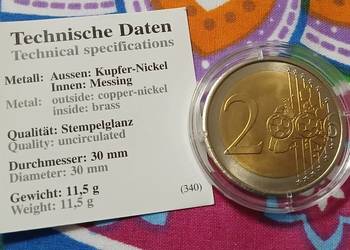 Technische Daten
Technical specifications
Metall: Aussen: Kupfer-Nickel
Innen: Messing
Metal: outside: copper-nickel
inside: brass
Qualität: Stempelglanz
Quality: uncirculated
Durchmesser: 30 mm
Diameter: 30 mm
Gewicht: 11,5 g
Weight: 11,5 g
(340)
2